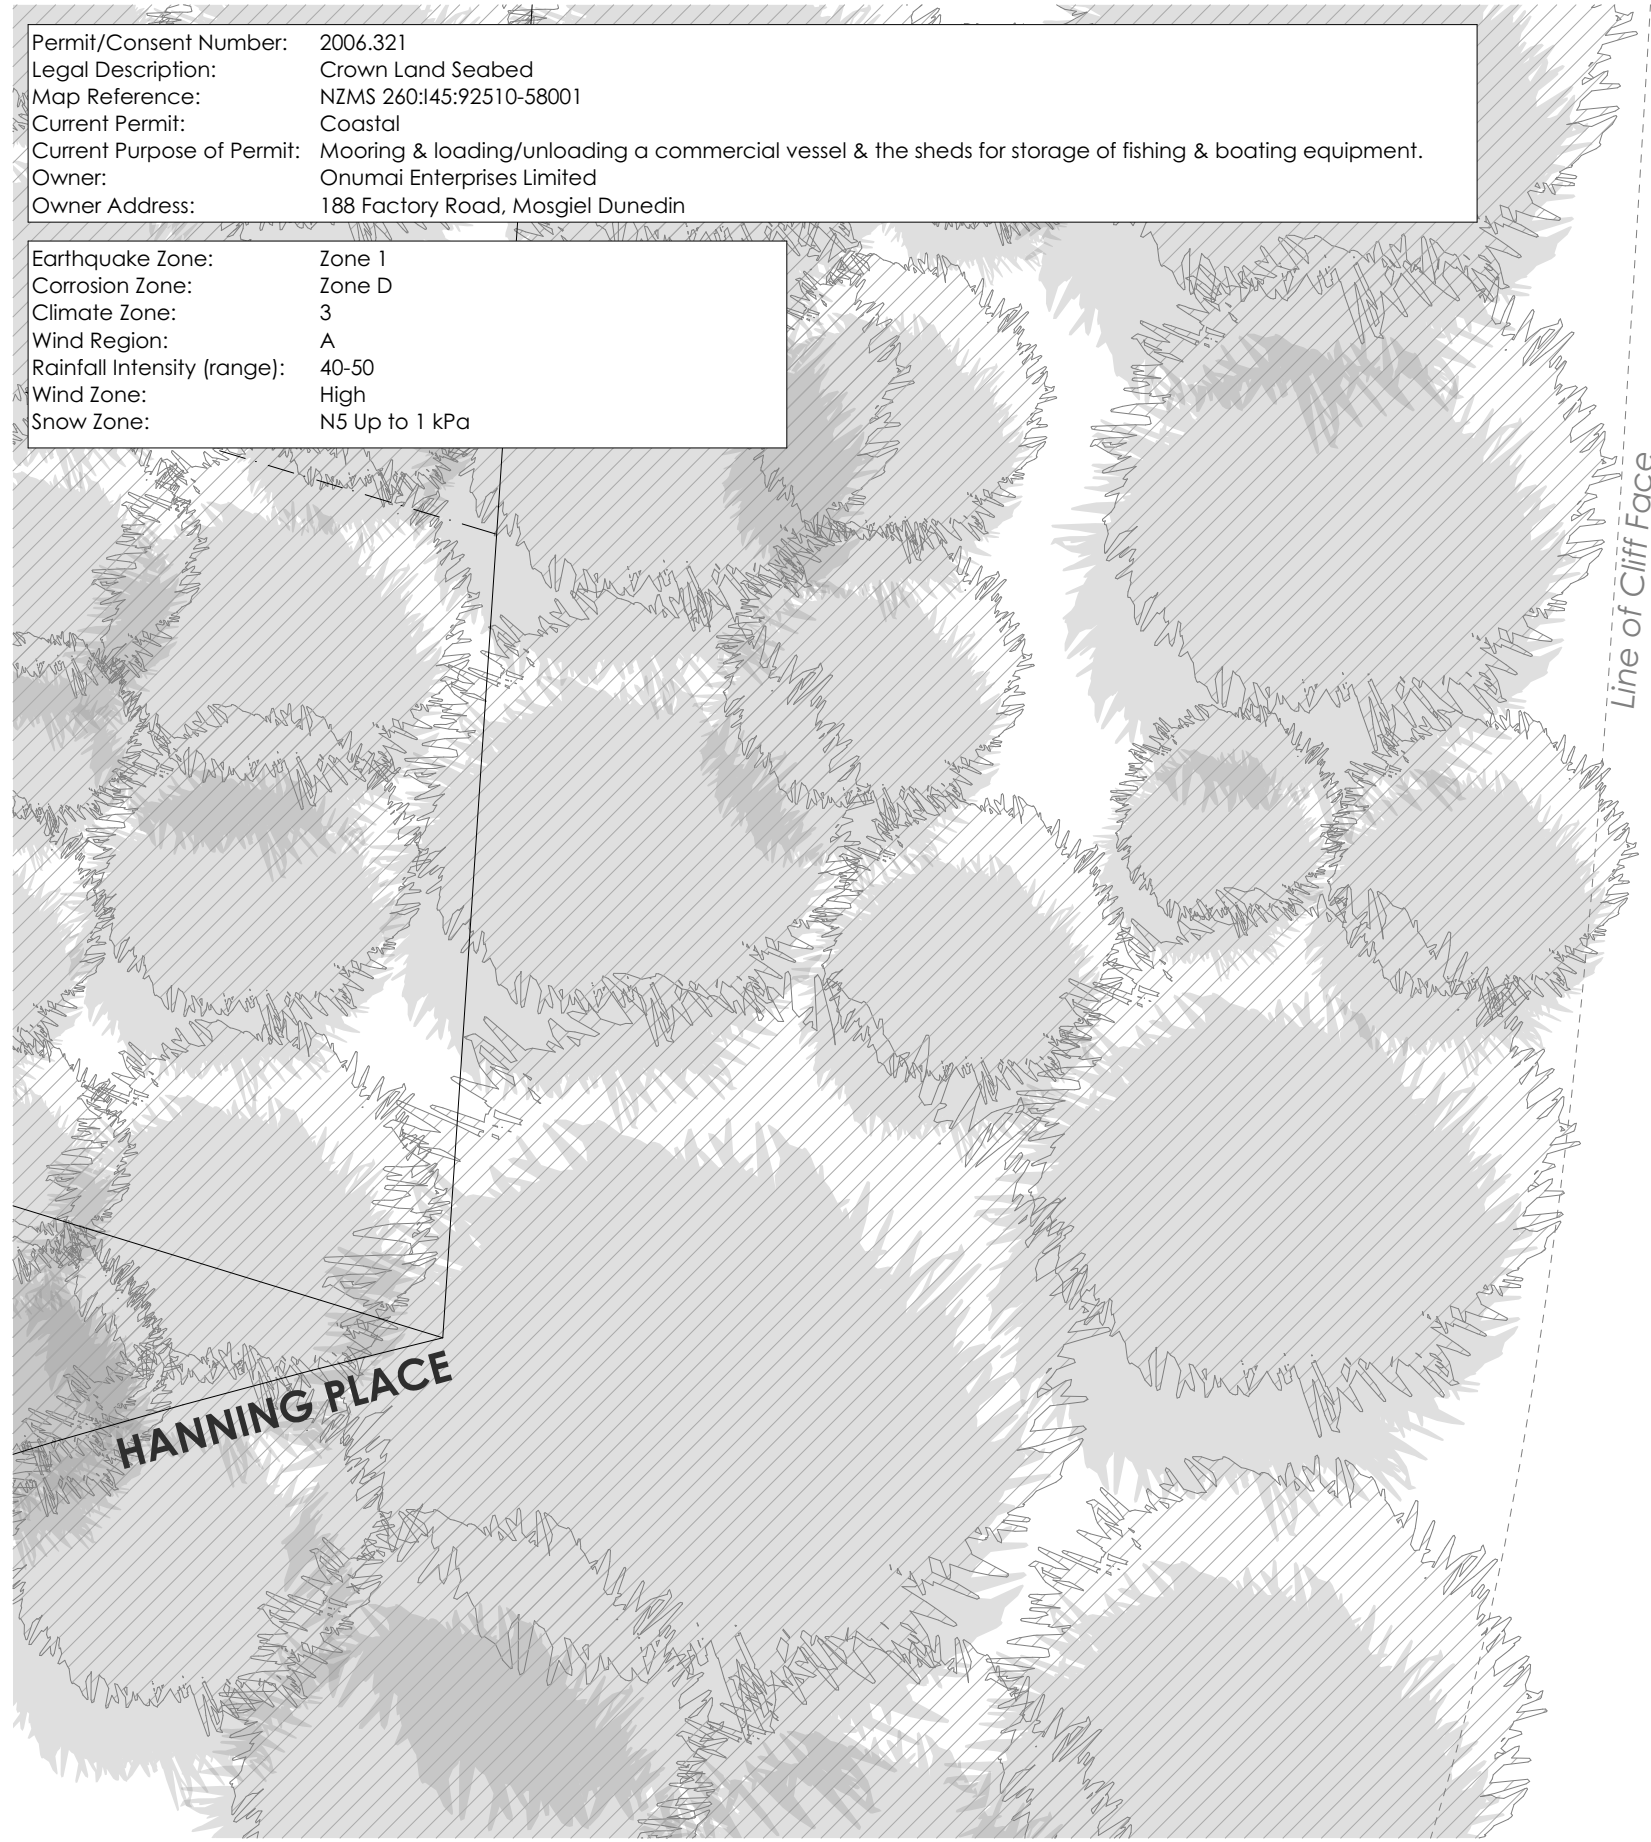 Permit/Consent Number: 2006.321
Legal Description: Crown Land Seabed
Map Reference: NZMS 260:I45:92510-58001
Current Permit: Coastal
Current Purpose of Permit: Mooring & loading/unloading a commercial vessel & the sheds for storage of fishing & boating equipment.
Owner: Onumai Enterprises Limited
Owner Address: 188 Factory Road, Mosgiel Dunedin
Earthquake Zone: Zone 1
Corrosion Zone: Zone D
Climate Zone: 3
Wind Region: A
Rainfall Intensity (range): 40-50
Wind Zone: High
Snow Zone: N5 Up to 1 kPa
Line of Cliff Face
HANNING PLACE